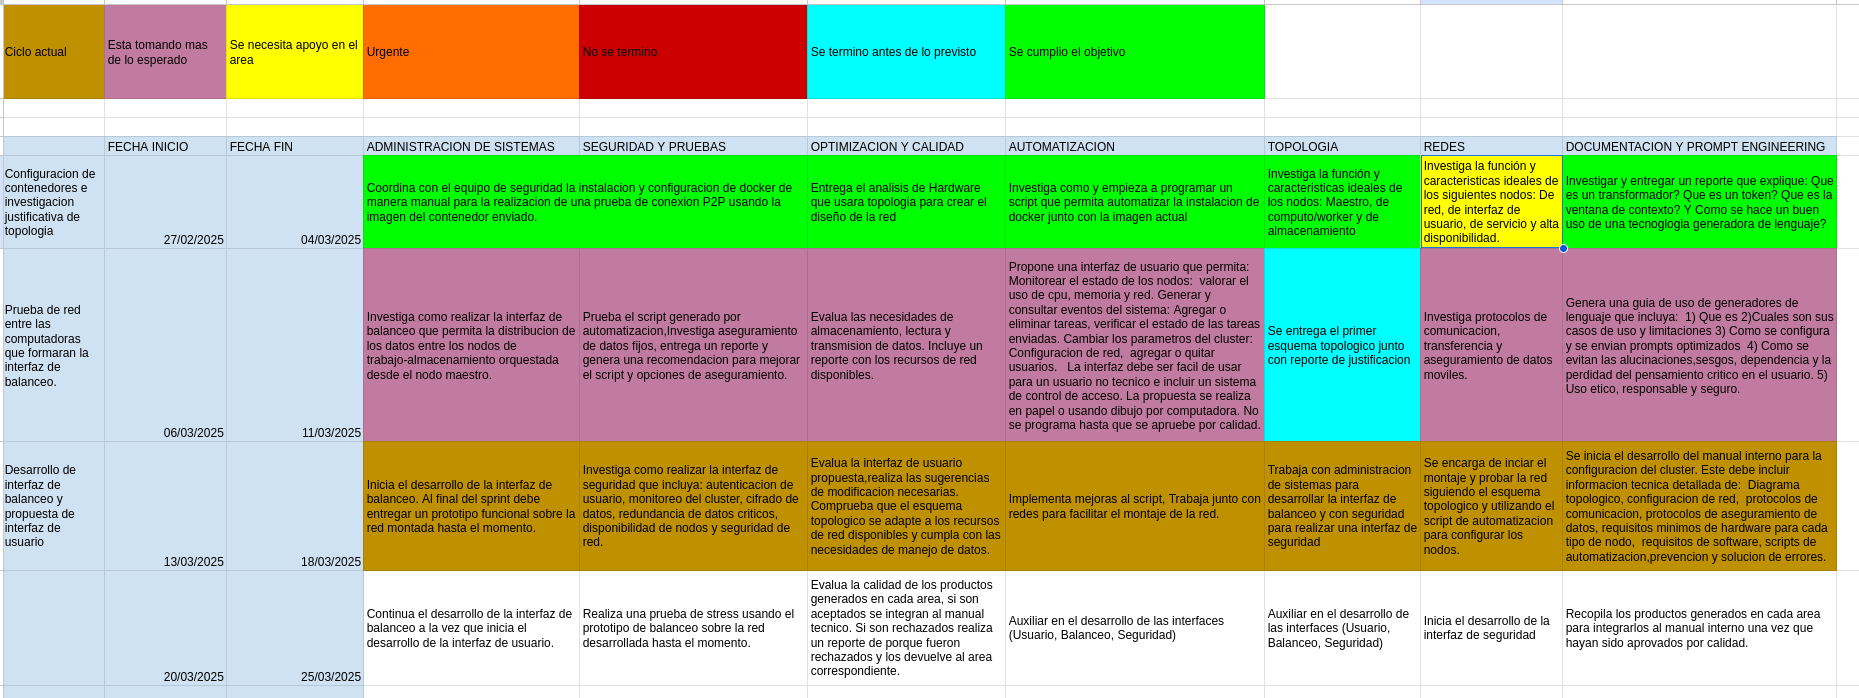 Ciclo actual
Esta tomando mas
de lo esperado
Se necesita apoyo en el
area
Urgente
No se termino
Se termino antes de lo previsto
Se cumplio el objetivo
FECHA INICIO
FECHA FIN
ADMINISTRACION DE SISTEMAS
SEGURIDAD Y PRUEBAS
OPTIMIZACION Y CALIDAD
AUTOMATIZACION
TOPOLOGIA
REDES
DOCUMENTACION Y PROMPT ENGINEERING
Configuracion de
contenedores e
investigacion
justificativa de
topologia
27/02/2025
04/03/2025
Coordina con el equipo de seguridad la instalacion y configuracion de docker de
manera manual para la realizacion de una prueba de conexion P2P usando la
imagen del contenedor enviado.
Entrega el analisis de Hardware
que usara topologia para crear el
diseño de la red
Investiga como y empieza a programar un
script que permita automatizar la instalacion de
docker junto con la imagen actual
Investiga la función y
caracteristicas ideales de
los nodos: Maestro, de
computo/worker y de
almacenamiento
Investiga la función y
caracteristicas ideales de
los siguientes nodos: De
red, de interfaz de
usuario, de servicio y alta
disponibilidad.
Investigar y entregar un reporte que explique: Que
es un transformador? Que es un token? Que es la
ventana de contexto? Y Como se hace un buen
uso de una tecnoglogia generadora de lenguaje?
Prueba de red
entre las
computadoras
que formaran la
interfaz de
balanceo.
06/03/2025
11/03/2025
Investiga como realizar la interfaz de
balanceo que permita la distribucion de
los datos entre los nodos de
trabajo-almacenamiento orquestada
desde el nodo maestro.
Prueba el script generado por
automatizacion,Investiga aseguramiento
de datos fijos, entrega un reporte y
genera una recomendacion para mejorar
el script y opciones de aseguramiento.
Evalua las necesidades de
almacenamiento, lectura y
transmision de datos. Incluye un
reporte con los recursos de red
disponibles.
Propone una interfaz de usuario que permita:
Monitorear el estado de los nodos:  valorar el
uso de cpu, memoria y red. Generar y
consultar eventos del sistema: Agregar o
eliminar tareas, verificar el estado de las tareas
enviadas. Cambiar los parametros del cluster:
Configuracion de red,  agregar o quitar
usuarios.   La interfaz debe ser facil de usar
para un usuario no tecnico e incluir un sistema
de control de acceso. La propuesta se realiza
en papel o usando dibujo por computadora. No
se programa hasta que se apruebe por calidad.
Se entrega el primer
esquema topologico junto
con reporte de justificacion
Investiga protocolos de
comunicacion,
transferencia y
aseguramiento de datos
moviles.
Genera una guia de uso de generadores de
lenguaje que incluya:  1) Que es 2)Cuales son sus
casos de uso y limitaciones 3) Como se configura
y se envian prompts optimizados  4) Como se
evitan las alucinaciones,sesgos, dependencia y la
perdidad del pensamiento critico en el usuario. 5)
Uso etico, responsable y seguro.
Desarrollo de
interfaz de
balanceo y
propuesta de
interfaz de
usuario
13/03/2025
18/03/2025
Inicia el desarrollo de la interfaz de
balanceo. Al final del sprint debe
entregar un prototipo funcional sobre la
red montada hasta el momento.
Investiga como realizar la interfaz de
seguridad que incluya: autenticacion de
usuario, monitoreo del cluster, cifrado de
datos, redundancia de datos criticos,
disponibilidad de nodos y seguridad de
red.
Evalua la interfaz de usuario
propuesta,realiza las sugerencias
de modificacion necesarias.
Comprueba que el esquema
topologico se adapte a los recursos
de red disponibles y cumpla con las
necesidades de manejo de datos.
Implementa mejoras al script, Trabaja junto con
redes para facilitar el montaje de la red.
Trabaja con administracion
de sistemas para
desarrollar la interfaz de
balanceo y con seguridad
para realizar una interfaz de
seguridad
Se encarga de inciar el
montaje y probar la red
siguiendo el esquema
topologico y utilizando el
script de automatizacion
para configurar los
nodos.
Se inicia el desarrollo del manual interno para la
configuracion del cluster. Este debe incluir
informacion tecnica detallada de:  Diagrama
topologico, configuracion de red,  protocolos de
comunicacion, protocolos de aseguramiento de
datos, requisitos minimos de hardware para cada
tipo de nodo,  requisitos de software, scripts de
automatizacion,prevencion y solucion de errores.
20/03/2025
25/03/2025
Continua el desarrollo de la interfaz de
balanceo a la vez que inicia el
desarrollo de la interfaz de usuario.
Realiza una prueba de stress usando el
prototipo de balanceo sobre la red
desarrollada hasta el momento.
Evalua la calidad de los productos
generados en cada area, si son
aceptados se integran al manual
tecnico. Si son rechazados realiza
un reporte de porque fueron
rechazados y los devuelve al area
correspondiente.
Auxiliar en el desarrollo de las interfaces
(Usuario, Balanceo, Seguridad)
Auxiliar en el desarrollo de
las interfaces (Usuario,
Balanceo, Seguridad)
Inicia el desarrollo de la
interfaz de seguridad
Recopila los productos generados en cada area
para integrarlos al manual interno una vez que
hayan sido aprovados por calidad.